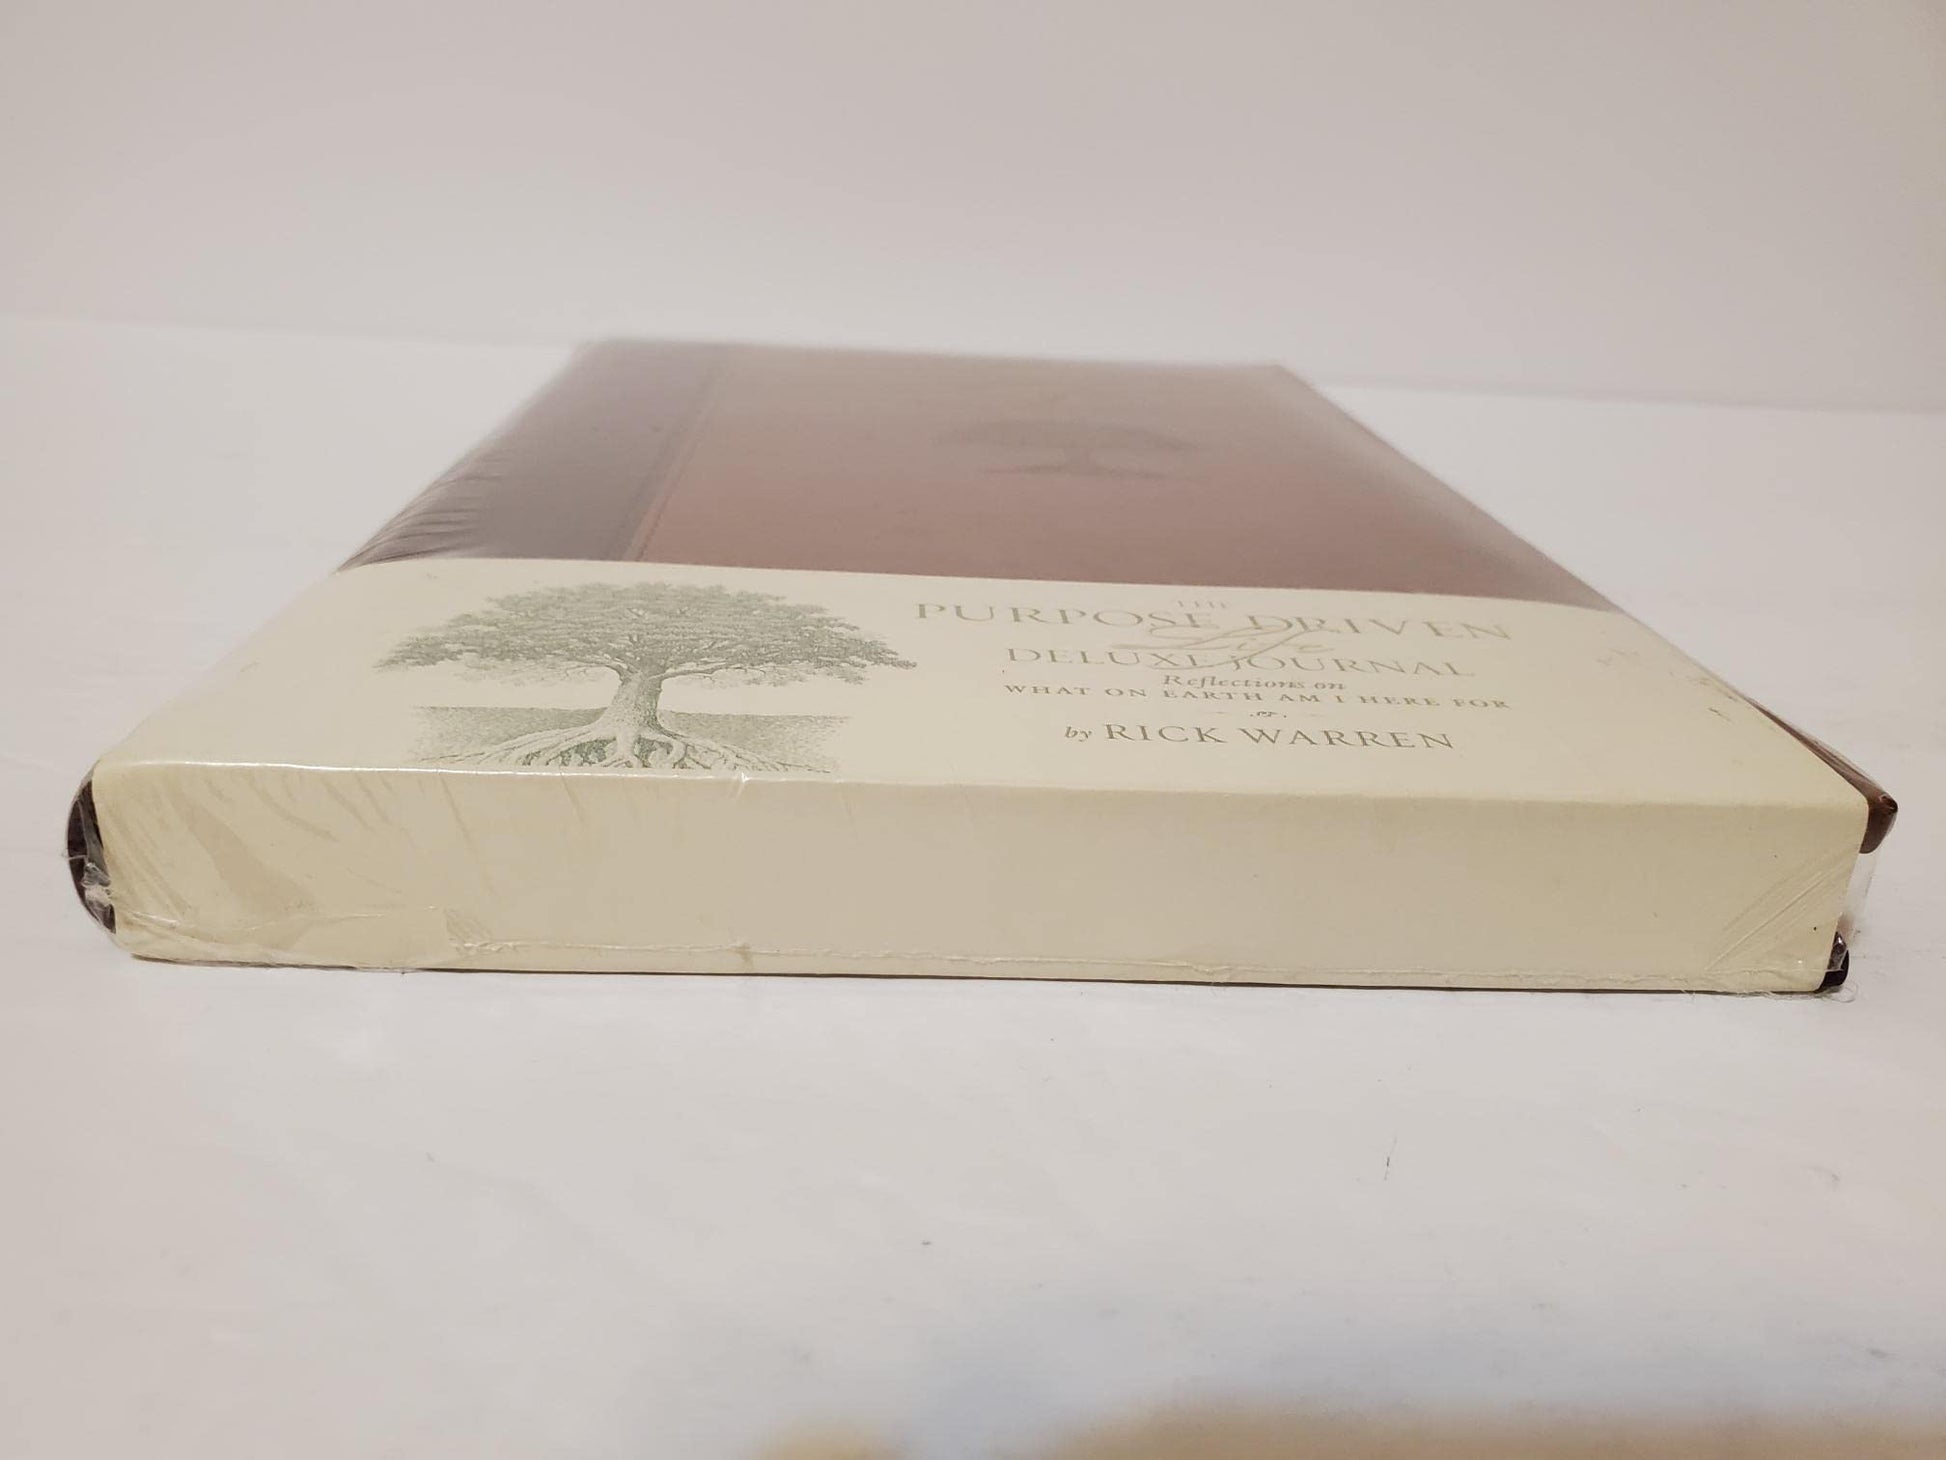 THE
PURPOSE DRIVEN
Life
DELUXE JOURNAL
Reflections on
WHAT ON EARTH AM I HERE FOR
by RICK WARREN